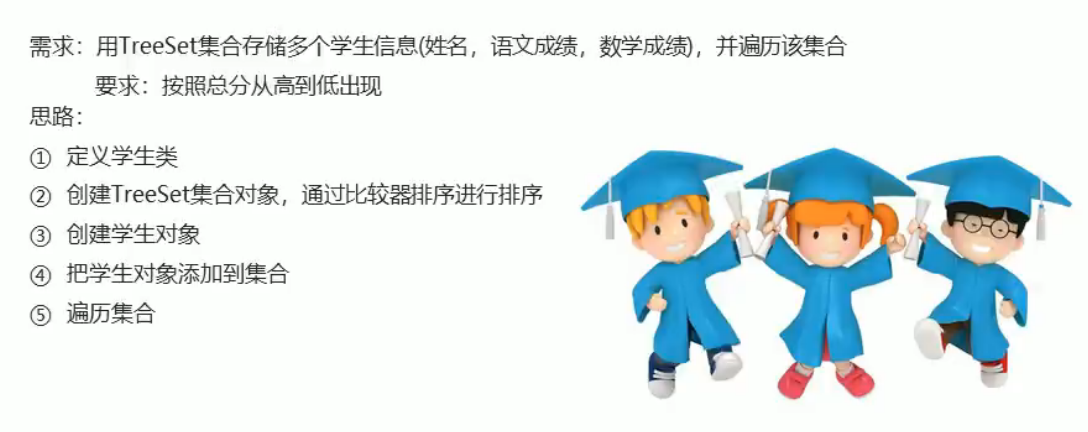 需求：用TreeSet集合存储多个学生信息(姓名，语文成绩，数学成绩)，并遍历该集合
要求：按照总分从高到低出现
思路：
① 定义学生类
② 创建TreeSet集合对象，通过比较器排序进行排序
③ 创建学生对象
④ 把学生对象添加到集合
⑤ 遍历集合